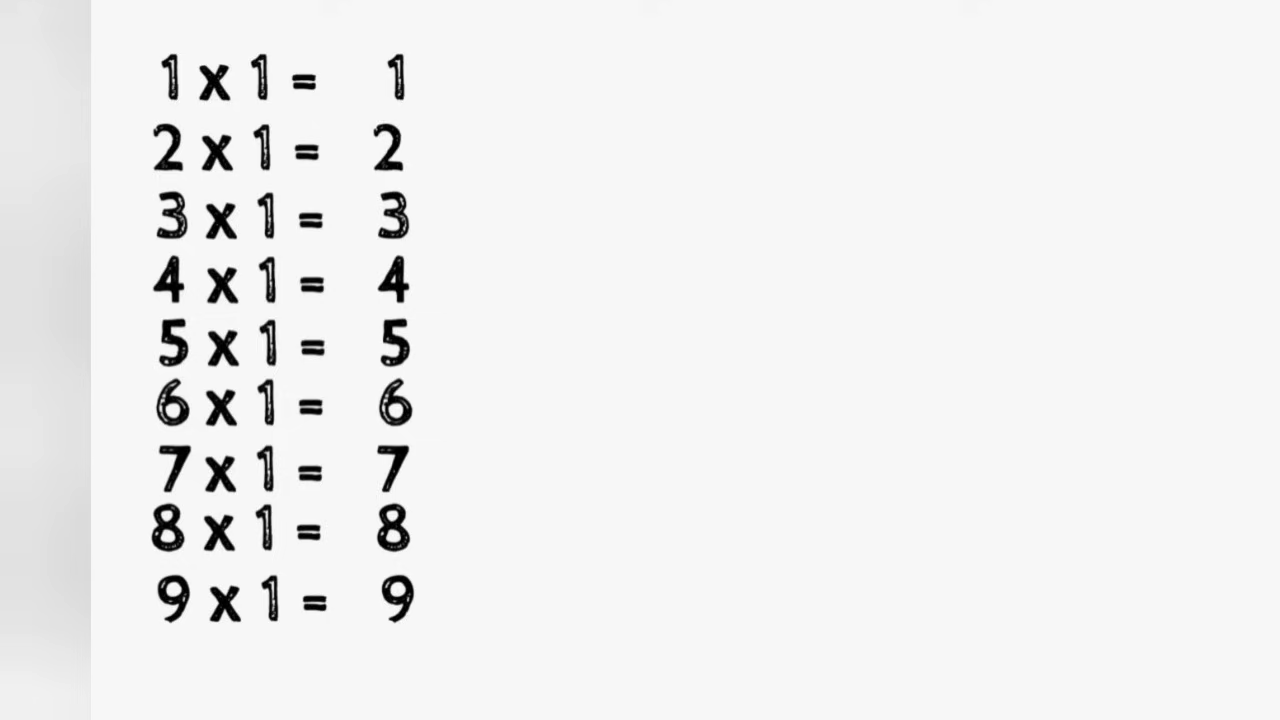 1 x 1 = 1
2 x 1 = 2
3 x 1 = 3
4 x 1 = 4
5 x 1 = 5
6 x 1 = 6
7 x 1 = 7
8 x 1 = 8
9 x 1 = 9